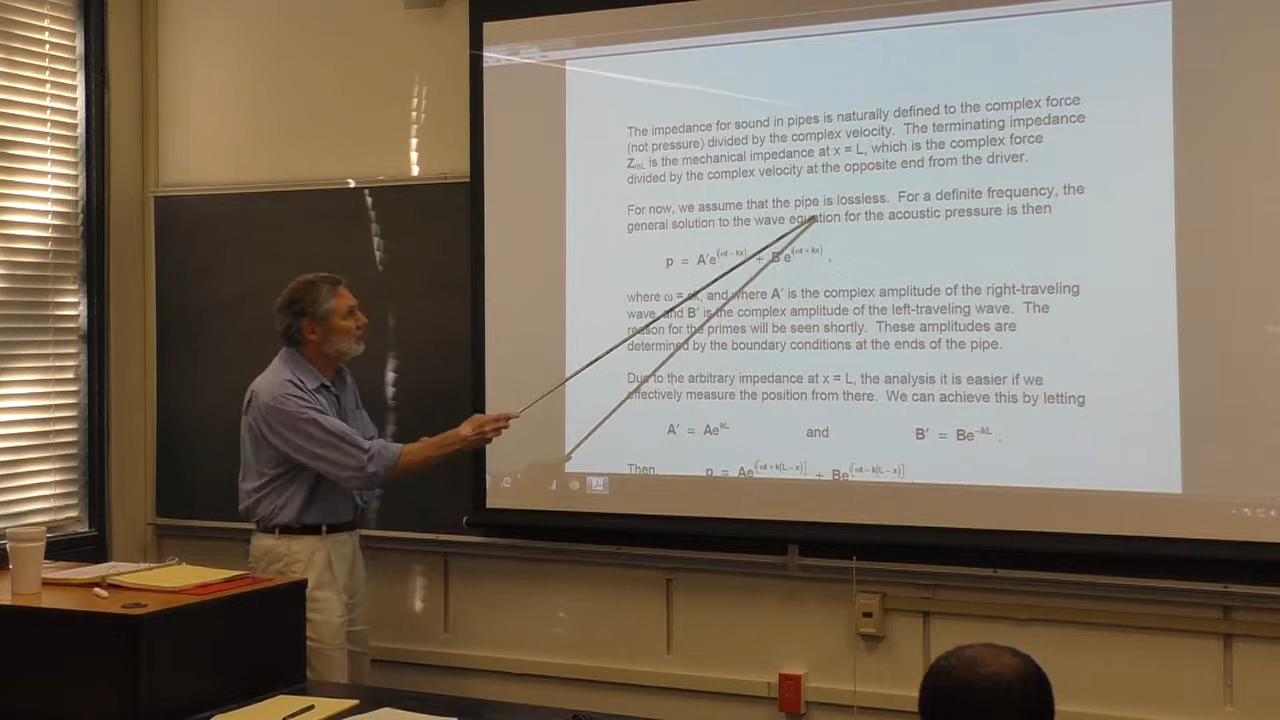 The impedance for sound in pipes is naturally defined to the complex force
(not pressure) divided by the complex velocity. The terminating impedance
ZmL is the mechanical impedance at x = L, which is the complex force
divided by the complex velocity at the opposite end from the driver.
For now, we assume that the pipe is lossless. For a definite frequency, the
general solution to the wave equation for the acoustic pressure is then
p = A′e^i(ωt − kx) + B′e^i(ωt + kx) ,
where ω = ck, and where A′ is the complex amplitude of the right-traveling
wave, and B′ is the complex amplitude of the left-traveling wave. The
reason for the primes will be seen shortly. These amplitudes are
determined by the boundary conditions at the ends of the pipe.
Due to the arbitrary impedance at x = L, the analysis it is easier if we
effectively measure the position from there. We can achieve this by letting
A′ = Ae^ikL and B′ = Be^−ikL .
Then, p = Ae^i[ωt + k(L − x)] + Be^i[ωt − k(L − x)]